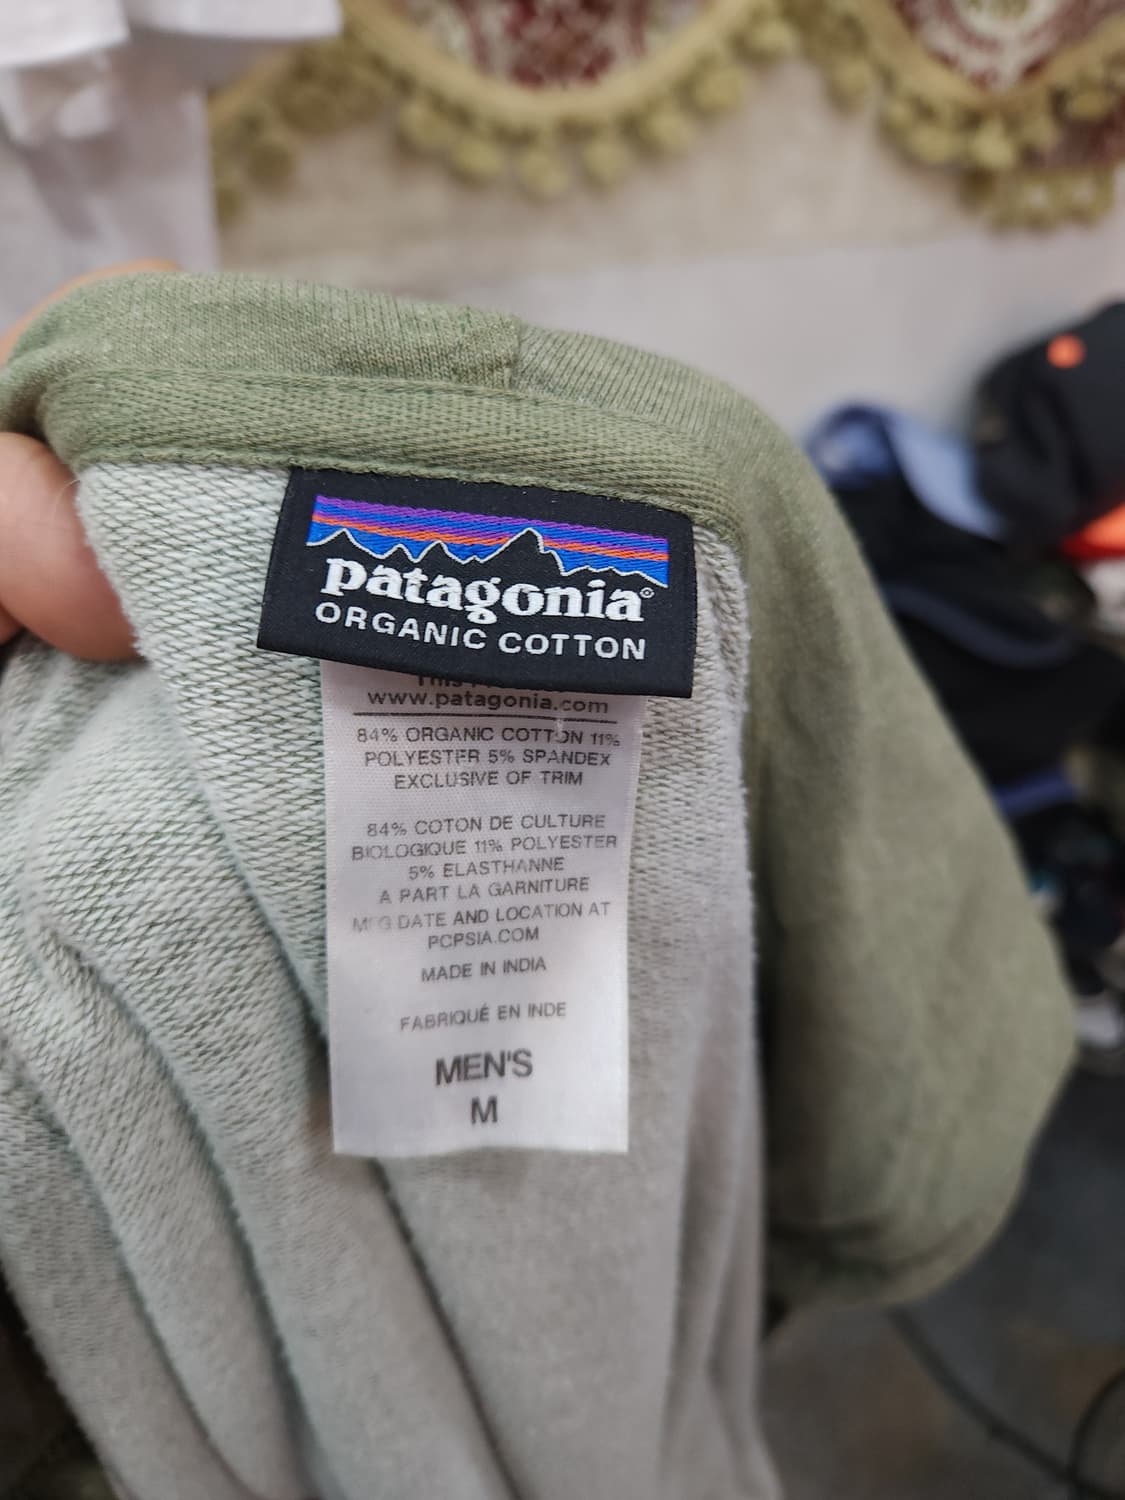 patagonia®
ORGANIC COTTON
This
www.patagonia.com
84% ORGANIC COTTON 11%
POLYESTER 5% SPANDEX
EXCLUSIVE OF TRIM
84% COTON DE CULTURE
BIOLOGIQUE 11% POLYESTER
5% ELASTHANNE
A PART LA GARNITURE
MFG DATE AND LOCATION AT
PCPSIA.COM
MADE IN INDIA
FABRIQUÉ EN INDE
MEN'S
M